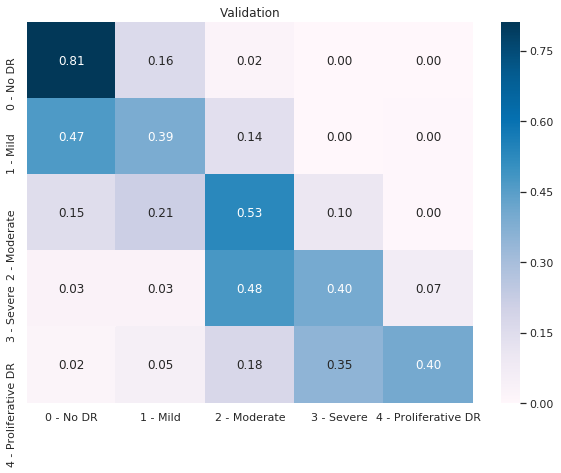 Validation
0 - No DR
0.81 0.16 0.02 0.00 0.00
1 - Mild
0.47 0.39 0.14 0.00 0.00
2 - Moderate
0.15 0.21 0.53 0.10 0.00
3 - Severe
0.03 0.03 0.48 0.40 0.07
4 - Proliferative DR
0.02 0.05 0.18 0.35 0.40
0 - No DR 1 - Mild 2 - Moderate 3 - Severe 4 - Proliferative DR
0.75
0.60
0.45
0.30
0.15
0.00